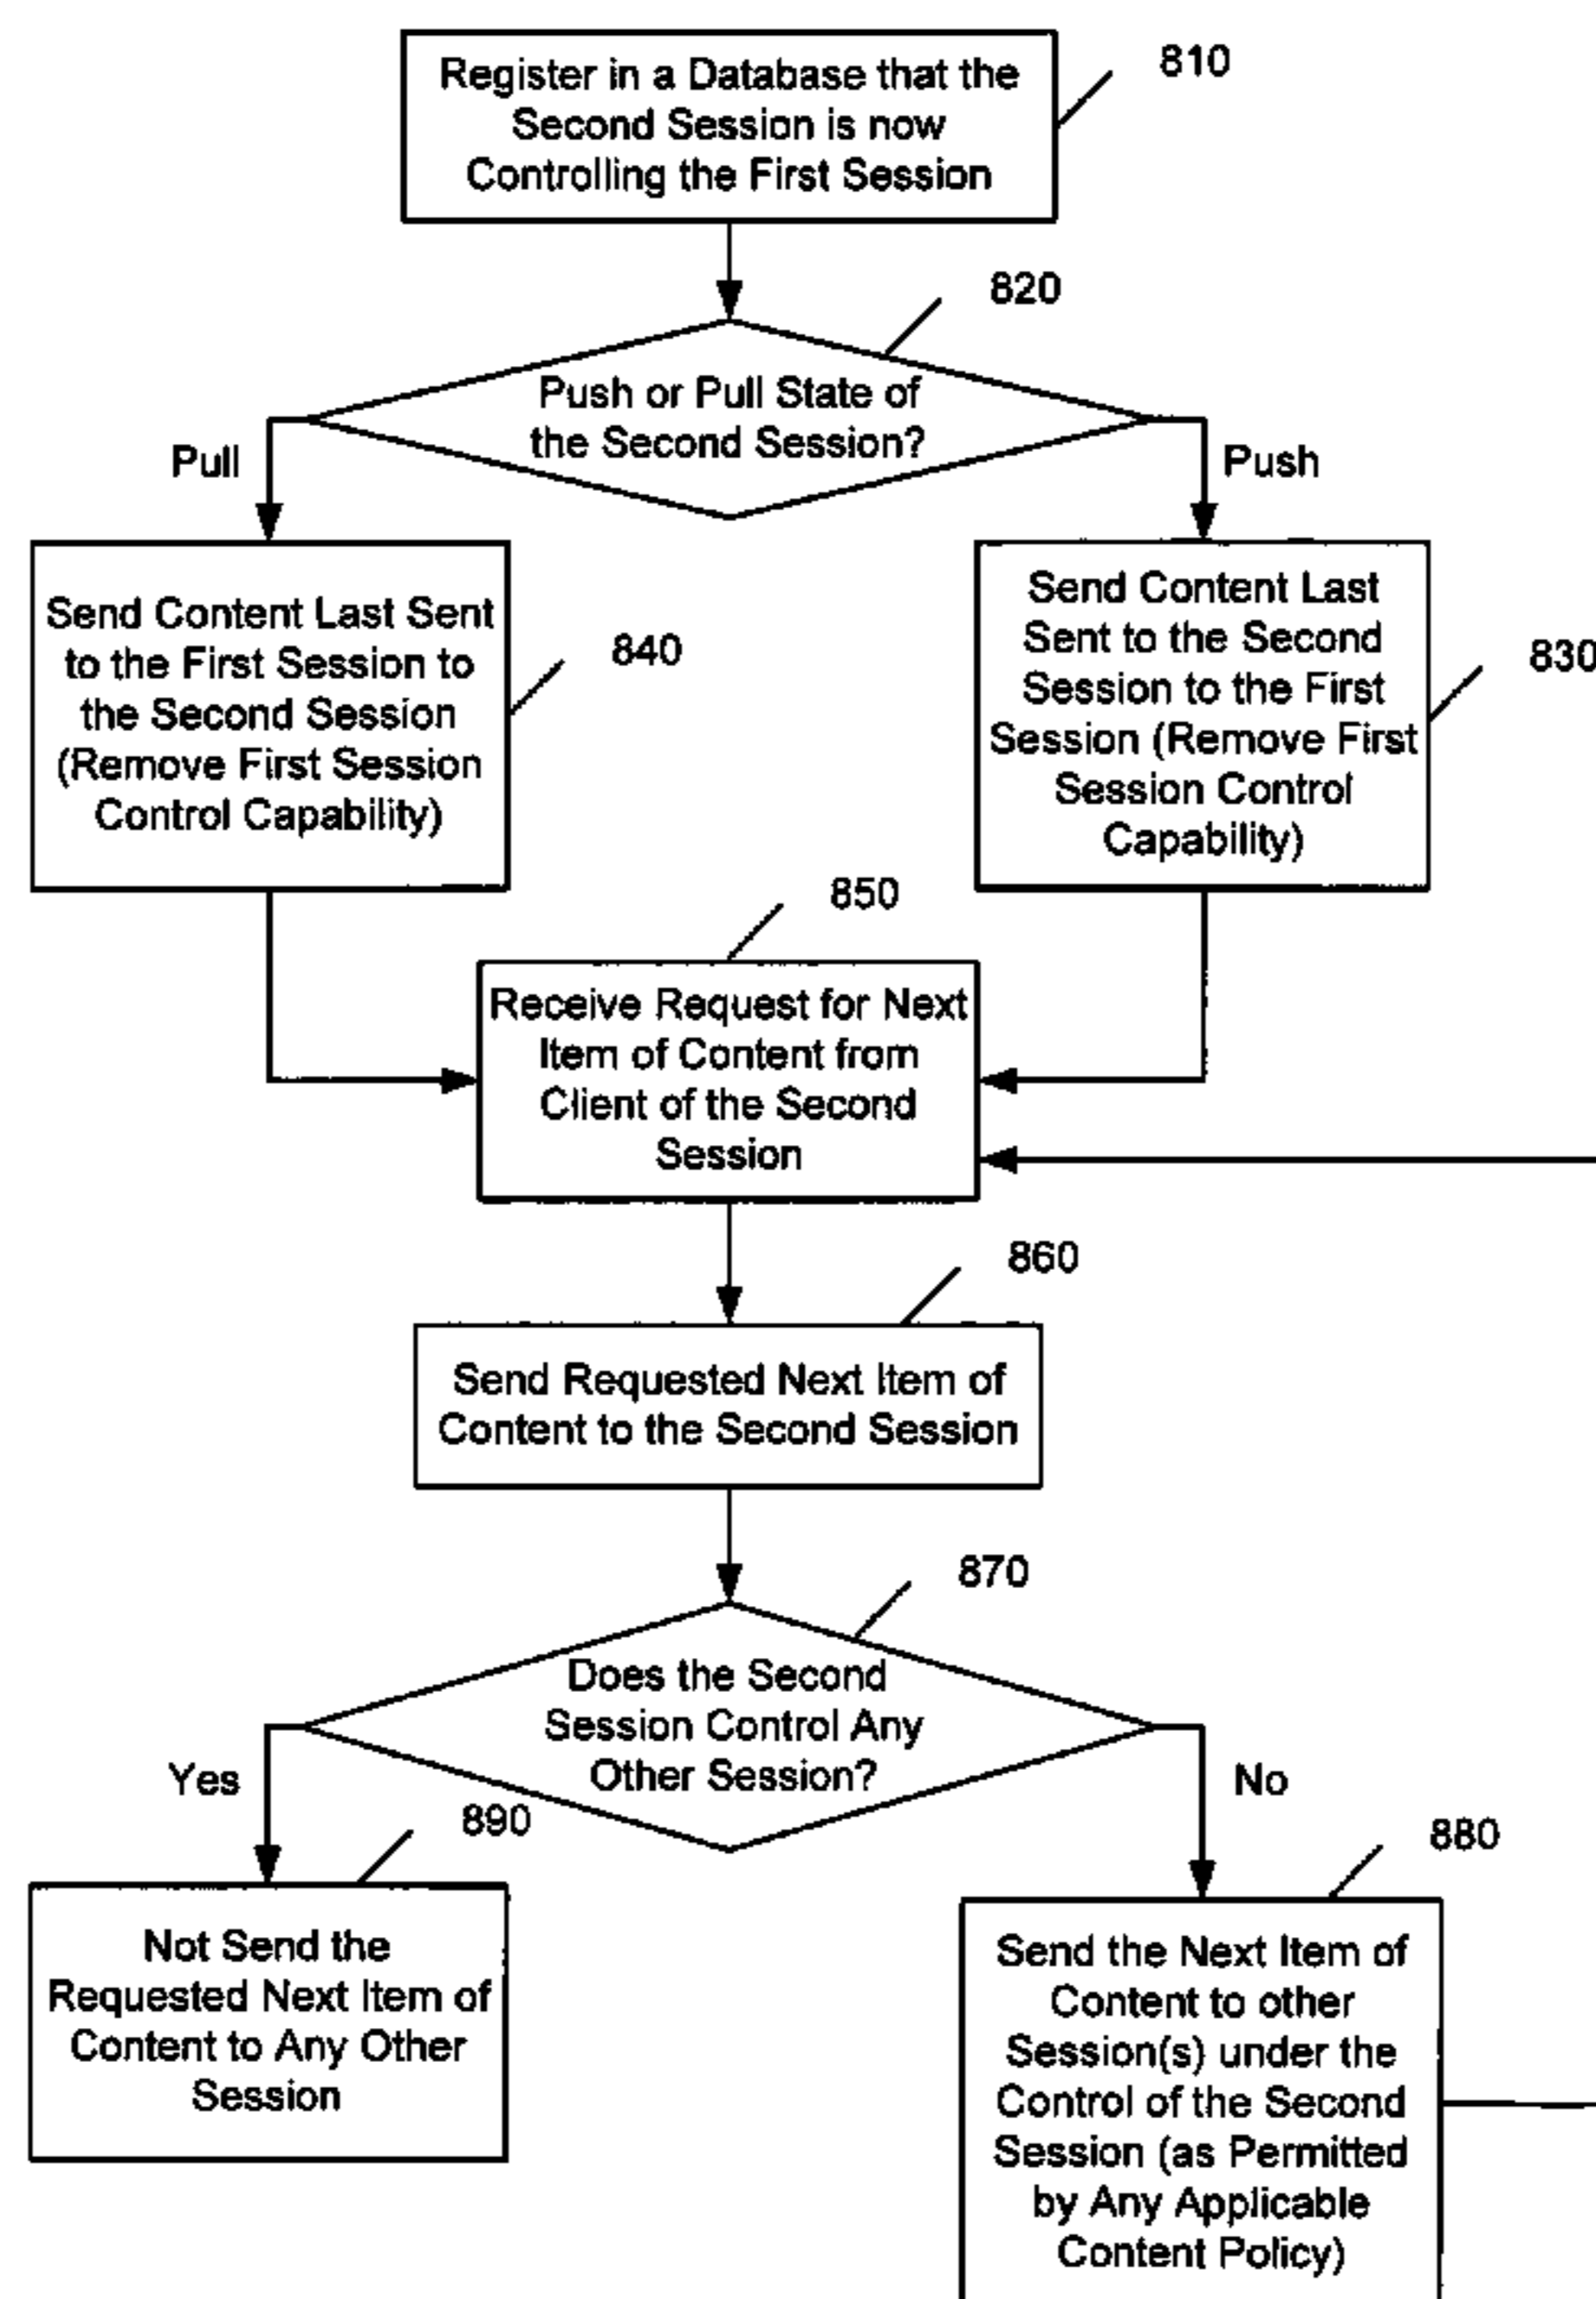 810
Register in a Database that the
Second Session is now
Controlling the First Session
820
Push or Pull State of
the Second Session?
Pull
Push
Send Content Last Sent
to the First Session to
the Second Session
(Remove First Session
Control Capability)
840
Send Content Last
Sent to the Second
Session to the First
Session (Remove First
Session Control
Capability)
830
850
Receive Request for Next
Item of Content from
Client of the Second
Session
860
Send Requested Next Item of
Content to the Second Session
870
Does the Second
Session Control Any
Other Session?
Yes
No
890
880
Not Send the
Requested Next Item of
Content to Any Other
Session
Send the Next Item of
Content to other
Session(s) under the
Control of the Second
Session (as Permitted
by Any Applicable
Content Policy)